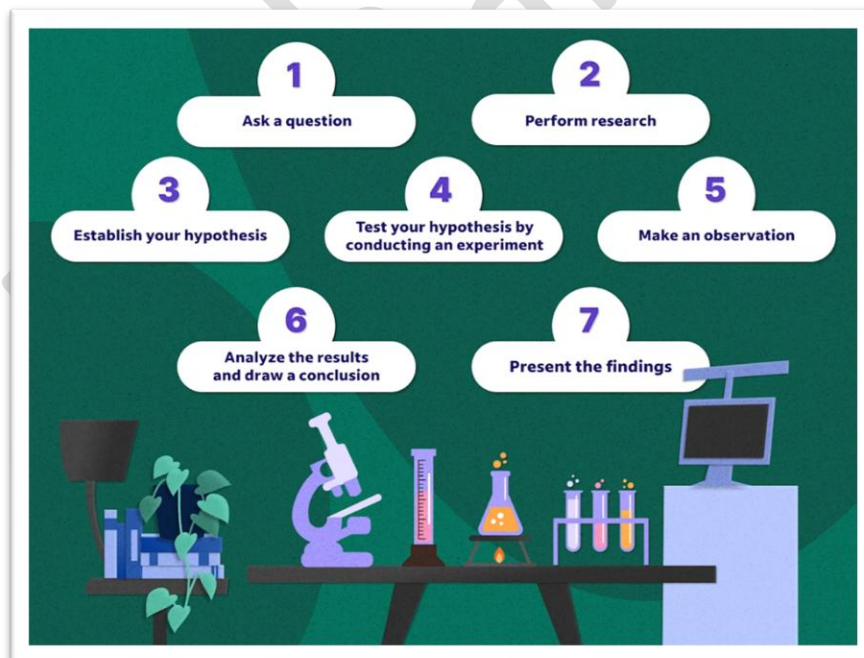 1
Ask a question
2
Perform research
3
Establish your hypothesis
4
Test your hypothesis by
conducting an experiment
5
Make an observation
6
Analyze the results
and draw a conclusion
7
Present the findings